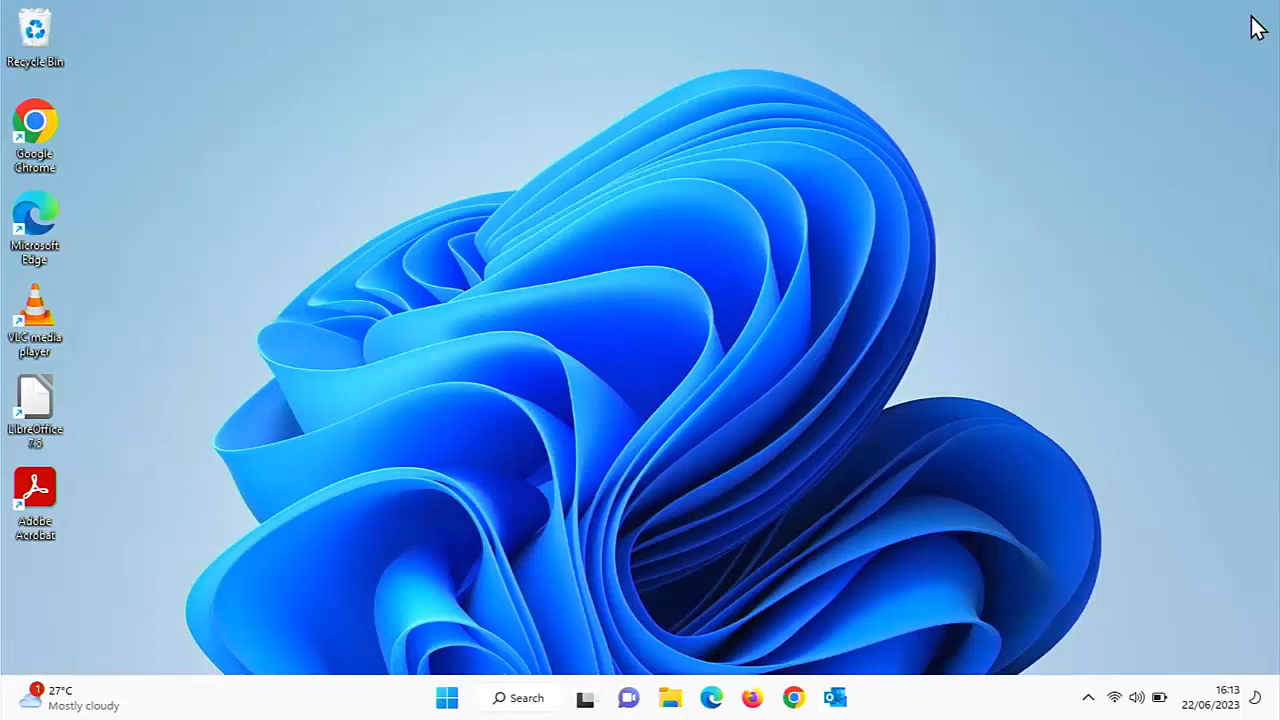 Recycle Bin
Google
Chrome
Microsoft
Edge
VLC media
player
LibreOffice
7.5
Adobe
Acrobat
1
27°C
Mostly cloudy
Search
16:13
22/06/2023